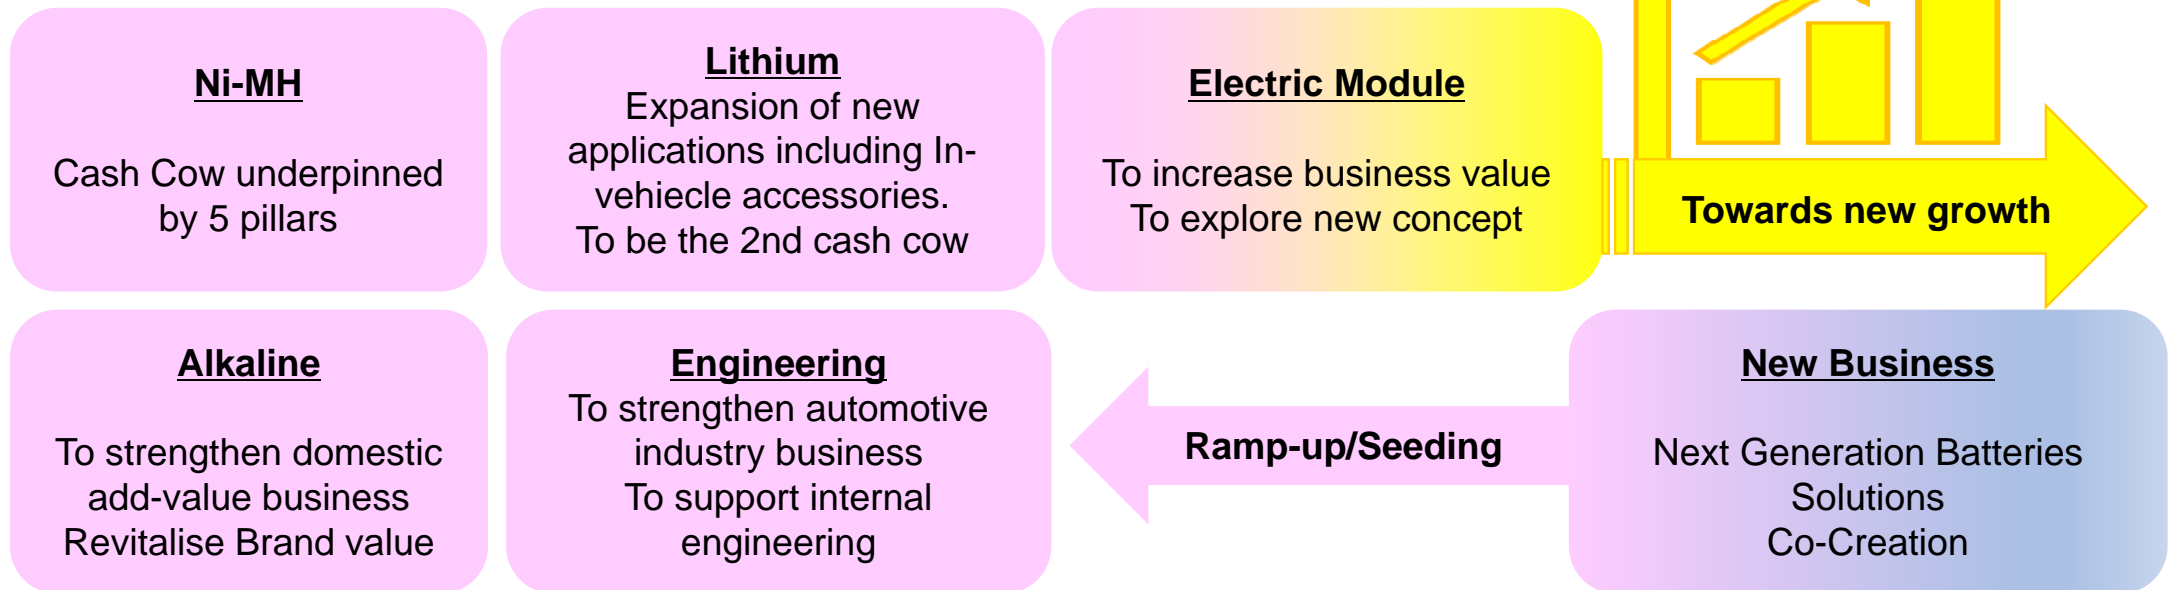 Ni-MH
Cash Cow underpinned
by 5 pillars
Lithium
Expansion of new
applications including In-
vehiecle accessories.
To be the 2nd cash cow
Electric Module
To increase business value
To explore new concept
Towards new growth
Alkaline
To strengthen domestic
add-value business
Revitalise Brand value
Engineering
To strengthen automotive
industry business
To support internal
engineering
Ramp-up/Seeding
New Business
Next Generation Batteries
Solutions
Co-Creation